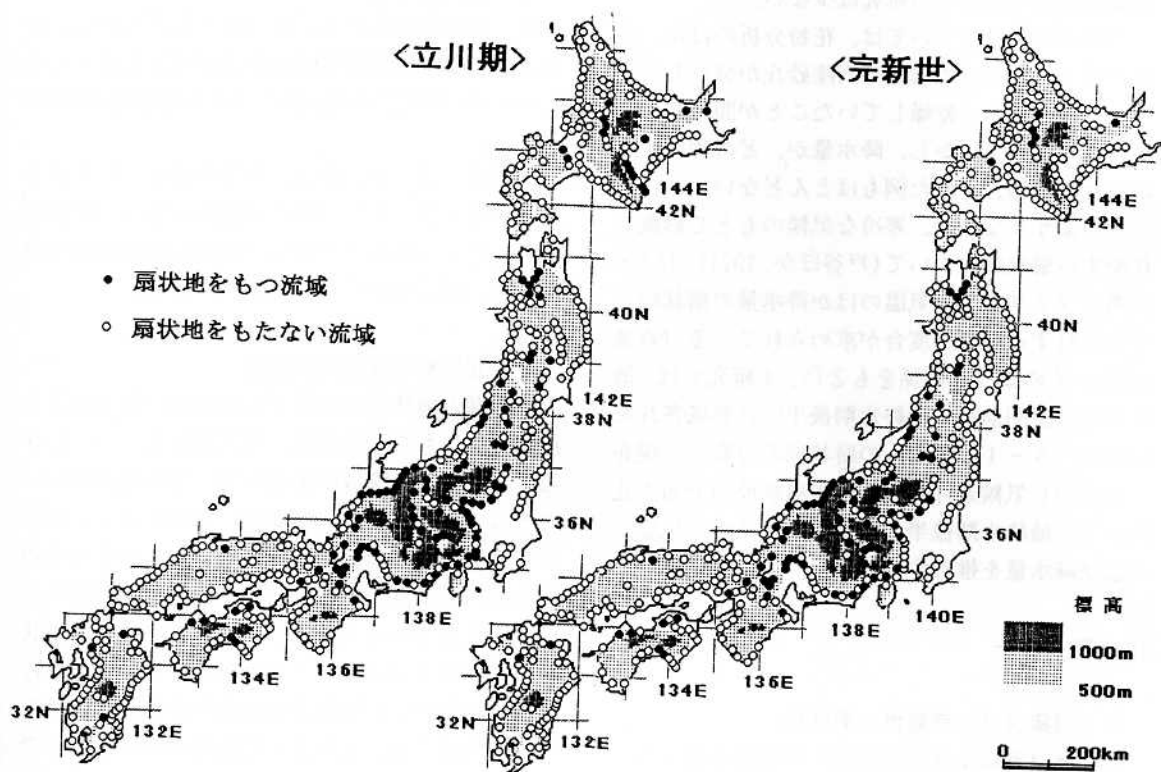 <立川期>
<完新世>
● 扇状地をもつ流域
○ 扇状地をもたない流域
144E
42N
40N
142E
38N
36N
138E
136E
134E
32N
132E
144E
42N
40N
142E
38N
36N
140E
138E
136E
134E
32N
132E
標高
1000m
500m
0 200km